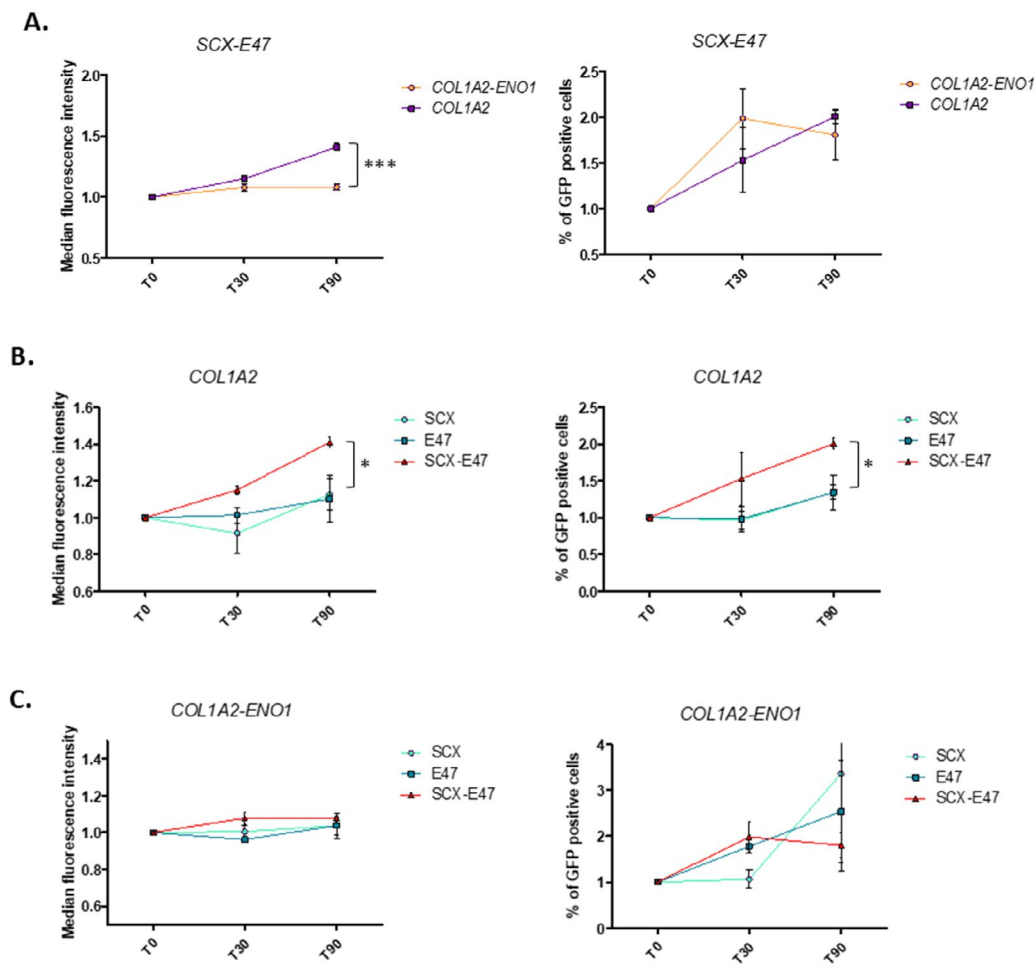 A.
SCX-E47
Median fluorescence intensity
2.0
1.5
1.0
0.5
T0
T30
T90
***
COL1A2-ENO1
COL1A2
SCX-E47
% of GFP positive cells
2.5
2.0
1.5
1.0
0.5
T0
T30
T90
COL1A2-ENO1
COL1A2
B.
COL1A2
Median fluorescence intensity
1.6
1.4
1.2
1.0
0.8
0.6
T0
T30
T90
*
SCX
E47
SCX-E47
COL1A2
% of GFP positive cells
2.5
2.0
1.5
1.0
0.5
0.0
T0
T30
T90
*
SCX
E47
SCX-E47
C.
COL1A2-ENO1
Median fluorescence intensity
1.4
1.2
1.0
0.8
0.6
T0
T30
T90
SCX
E47
SCX-E47
COL1A2-ENO1
% of GFP positive cells
4
3
2
1
0
T0
T30
T90
SCX
E47
SCX-E47